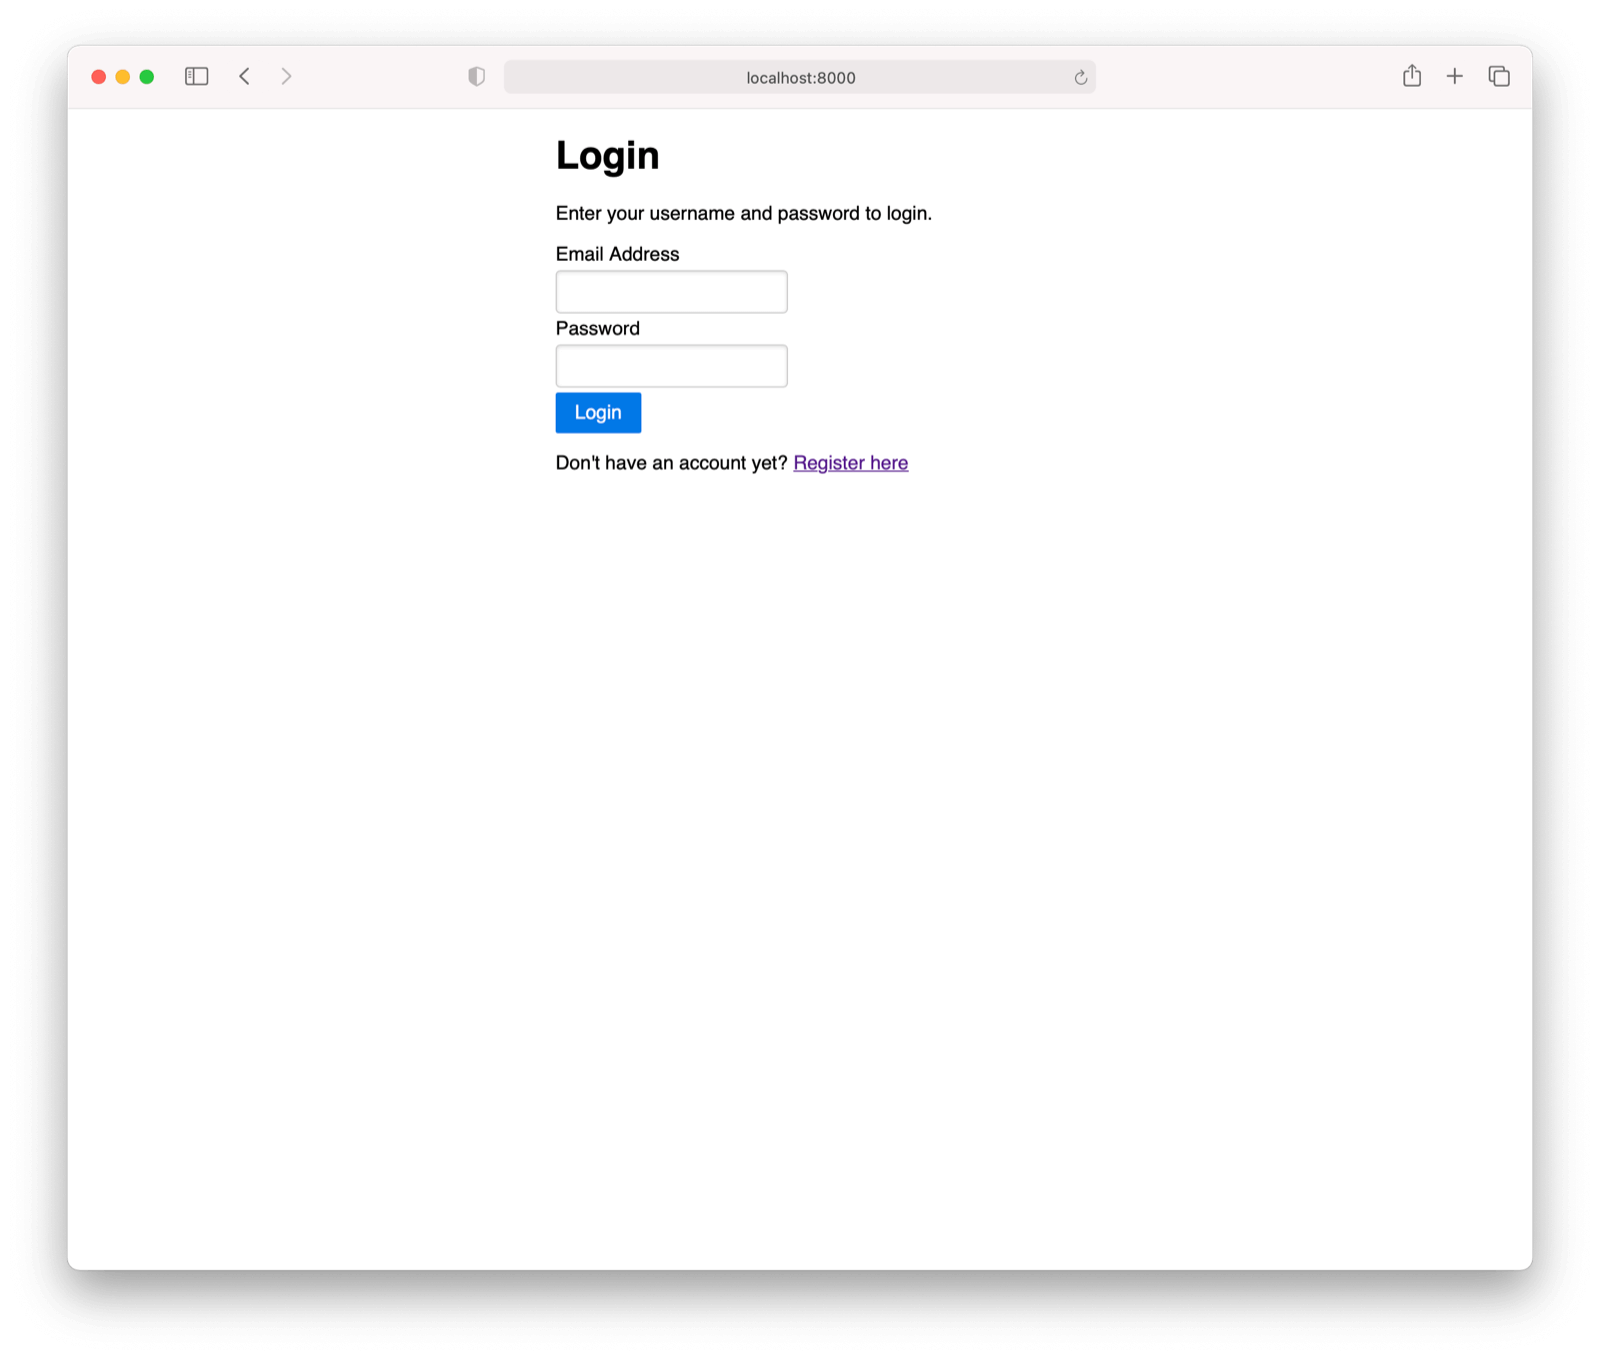 localhost:8000
Login
Enter your username and password to login.
Email Address
Password
Login
Don't have an account yet? Register here